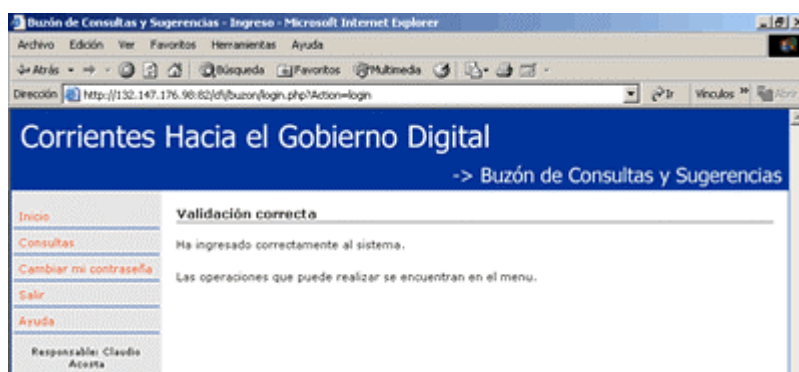 Buzón de Consultas y Sugerencias - Ingreso - Microsoft Internet Explorer
Archivo Edición Ver Favoritos Herramientas Ayuda
Atrás Búsqueda Favoritos Multimedia
Dirección http://132.147.176.98:82/cfi/buzon/login.php?Action=login Ir Vínculos »
Corrientes Hacia el Gobierno Digital
-> Buzón de Consultas y Sugerencias
Inicio
Consultas
Cambiar mi contraseña
Salir
Ayuda
Responsable: Claudio
Acosta
Validación correcta
Ha ingresado correctamente al sistema.
Las operaciones que puede realizar se encuentran en el menu.